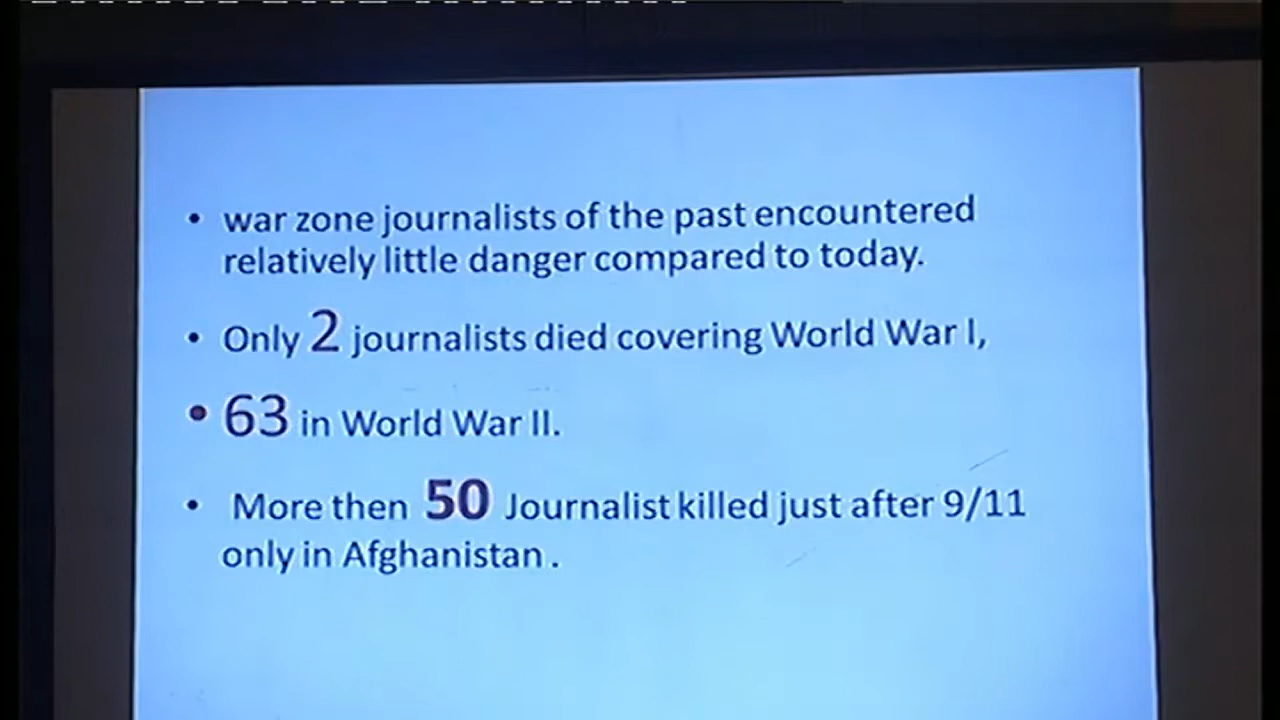 • war zone journalists of the past encountered
relatively little danger compared to today.
• Only 2 journalists died covering World War I,
• 63 in World War II.
• More then 50 Journalist killed just after 9/11
only in Afghanistan.